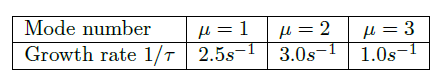 Mode number μ = 1 μ = 2 μ = 3
Growth rate 1/τ 2.5s⁻¹ 3.0s⁻¹ 1.0s⁻¹